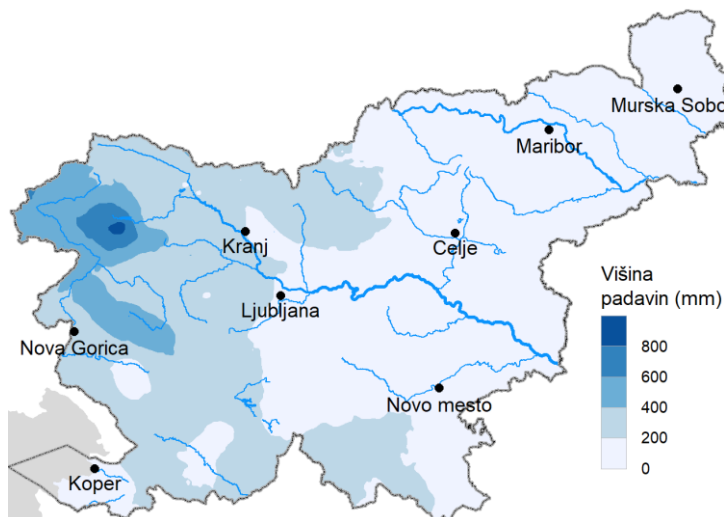 Murska Sobo
Maribor
Kranj
Celje
Ljubljana
Nova Gorica
Novo mesto
Koper
Višina
padavin (mm)
800
600
400
200
0